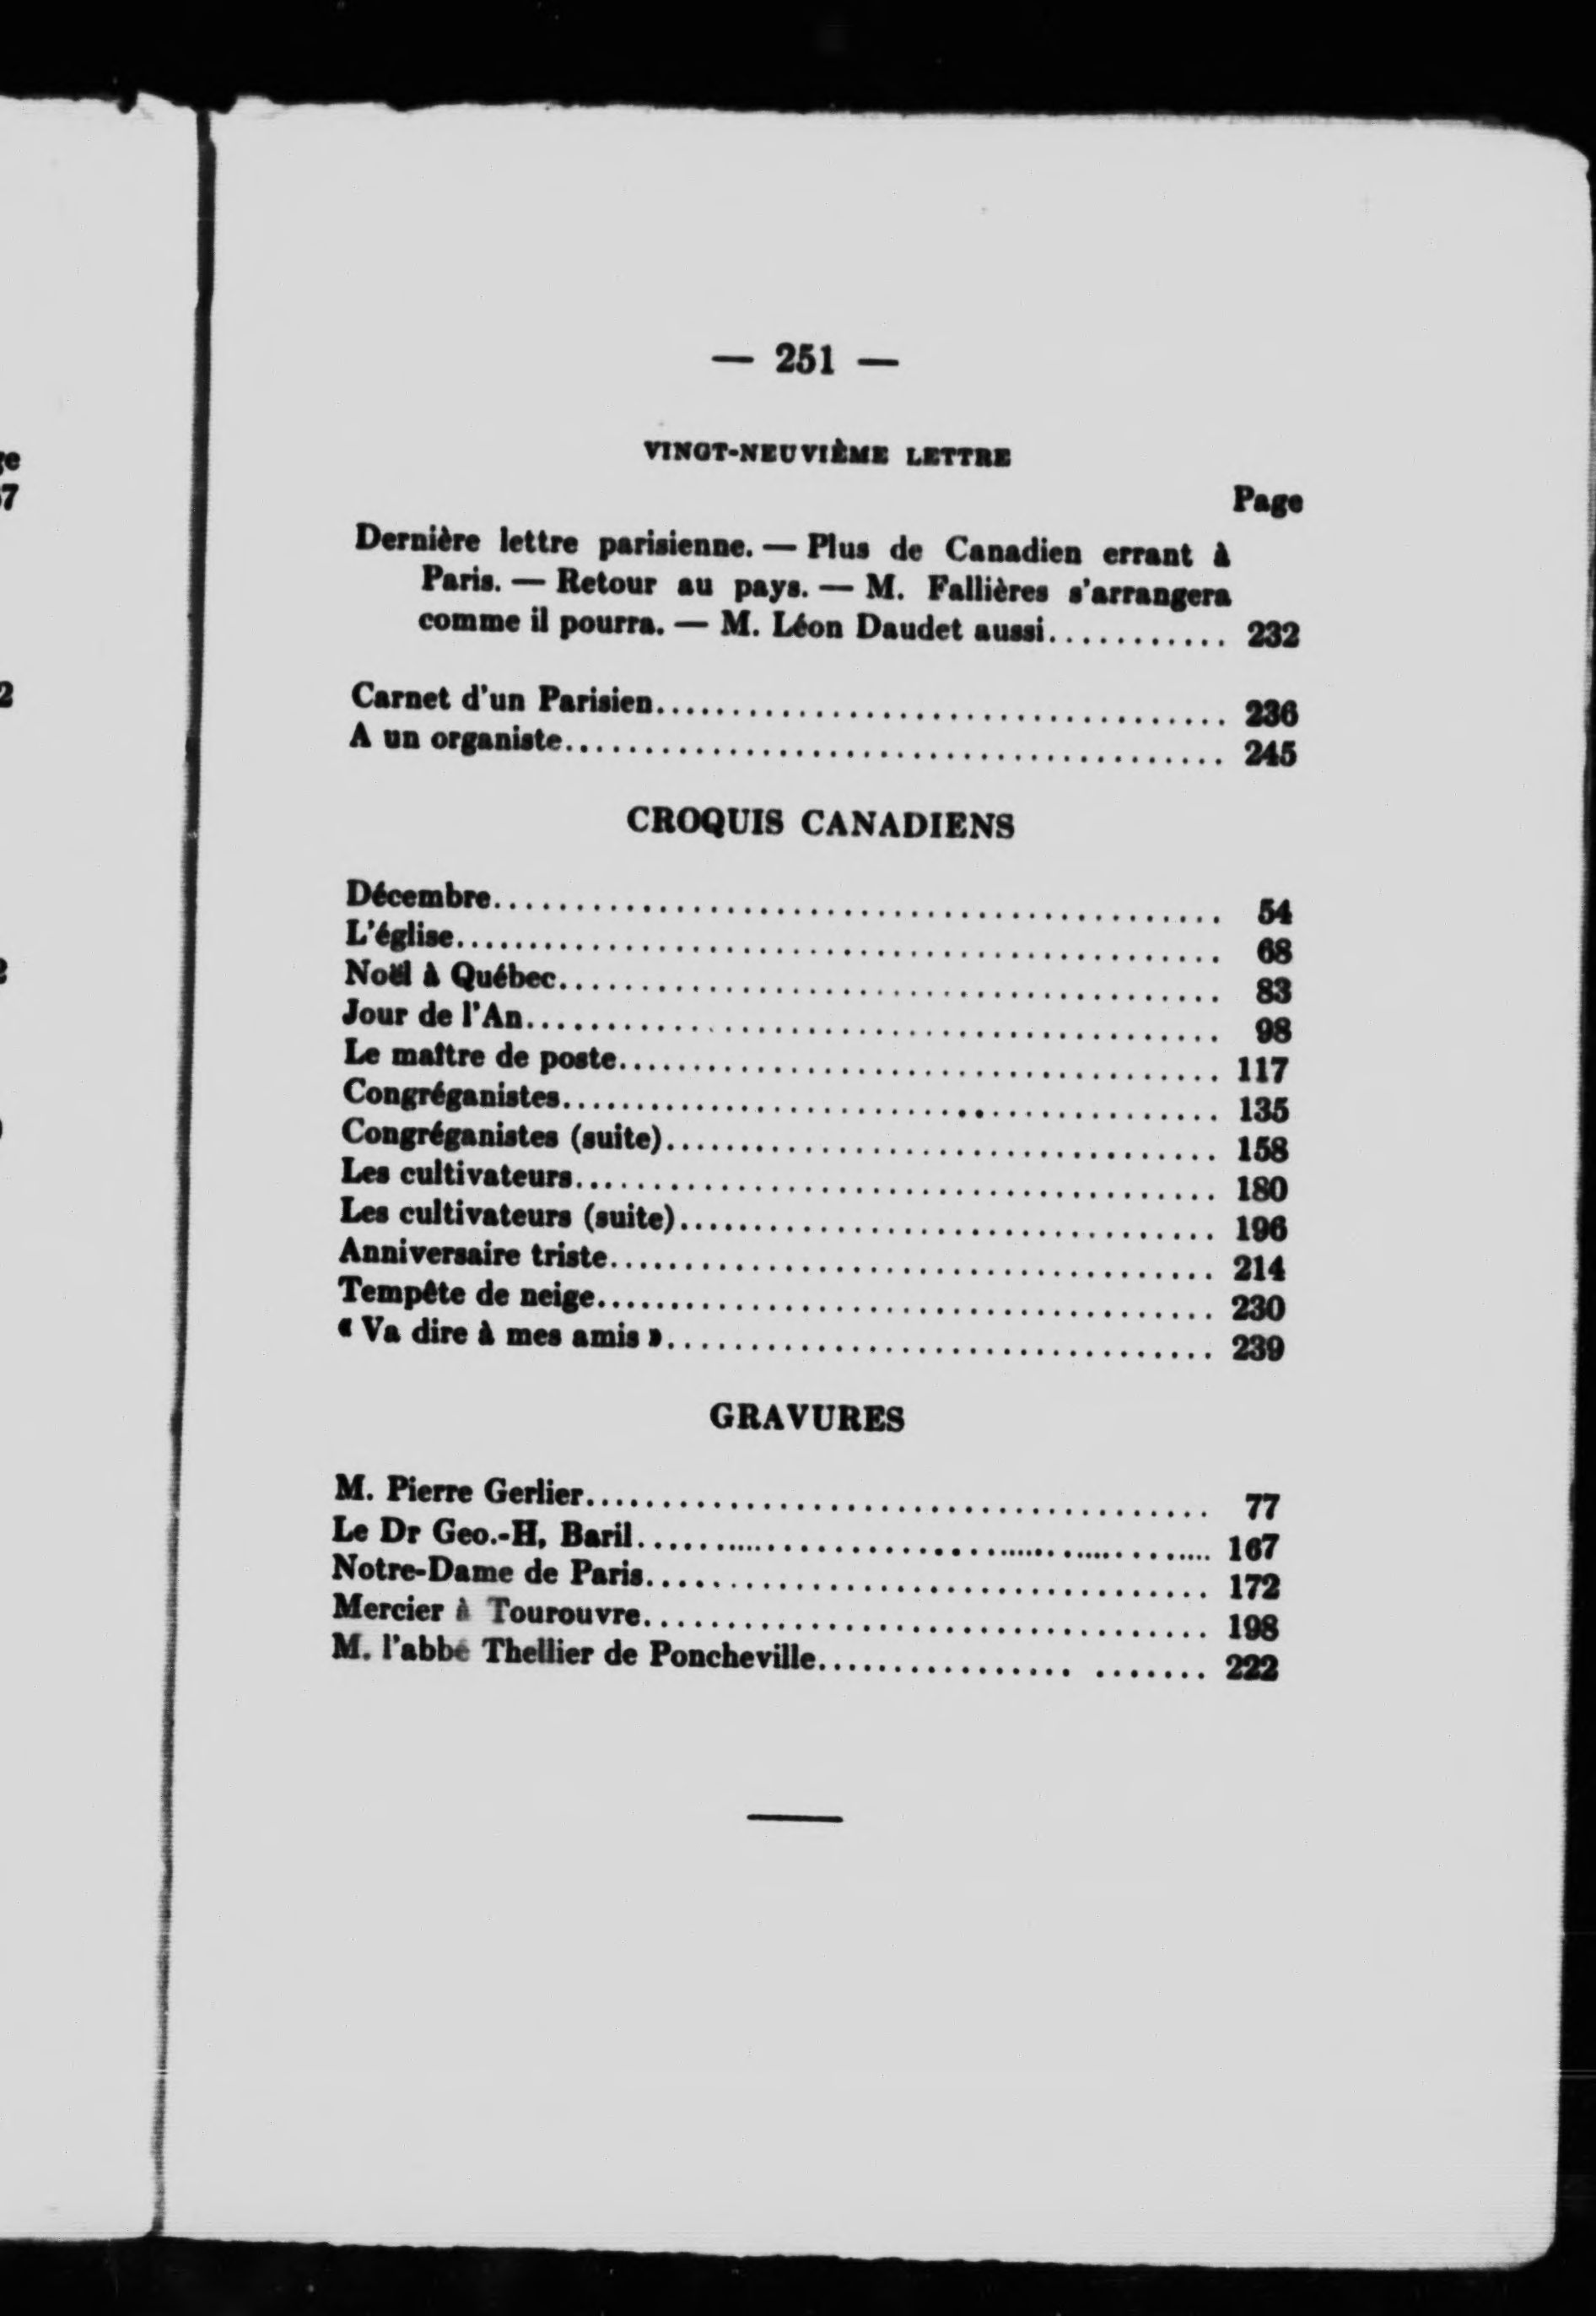 — 251 —
VINGT-NEUVIÈME LETTRE
Page
Dernière lettre parisienne. — Plus de Canadien errant à
Paris. — Retour au pays. — M. Fallières s'arrangera
comme il pourra. — M. Léon Daudet aussi........... 232
Carnet d'un Parisien................................... 236
A un organiste......................................... 245
CROQUIS CANADIENS
Décembre............................................. 54
L'église............................................... 68
Noël à Québec......................................... 83
Jour de l'An........................................... 98
Le maître de poste..................................... 117
Congréganistes........................................ 135
Congréganistes (suite).................................. 158
Les cultivateurs........................................ 180
Les cultivateurs (suite)................................. 196
Anniversaire triste...................................... 214
Tempête de neige...................................... 230
« Va dire à mes amis ».................................. 239
GRAVURES
M. Pierre Gerlier....................................... 77
Le Dr Geo.-H, Baril..................................... 167
Notre-Dame de Paris................................... 172
Mercier à Tourouvre................................... 198
M. l'abbé Thellier de Poncheville................ ....... 222